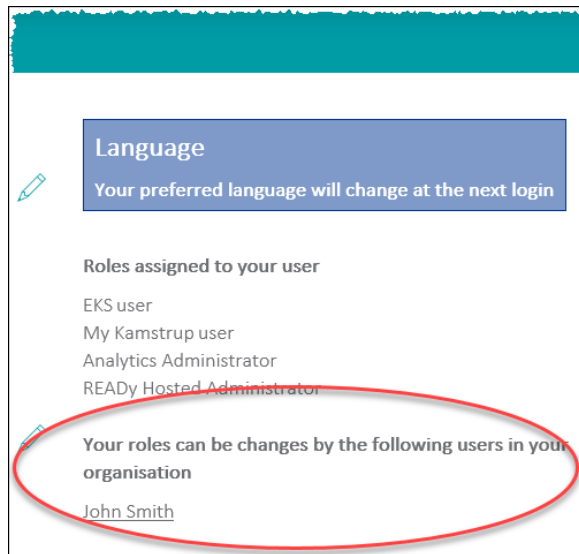 Language
Your preferred language will change at the next login
Roles assigned to your user
EKS user
My Kamstrup user
Analytics Administrator
READy Hosted Administrator
Your roles can be changes by the following users in your
organisation
John Smith